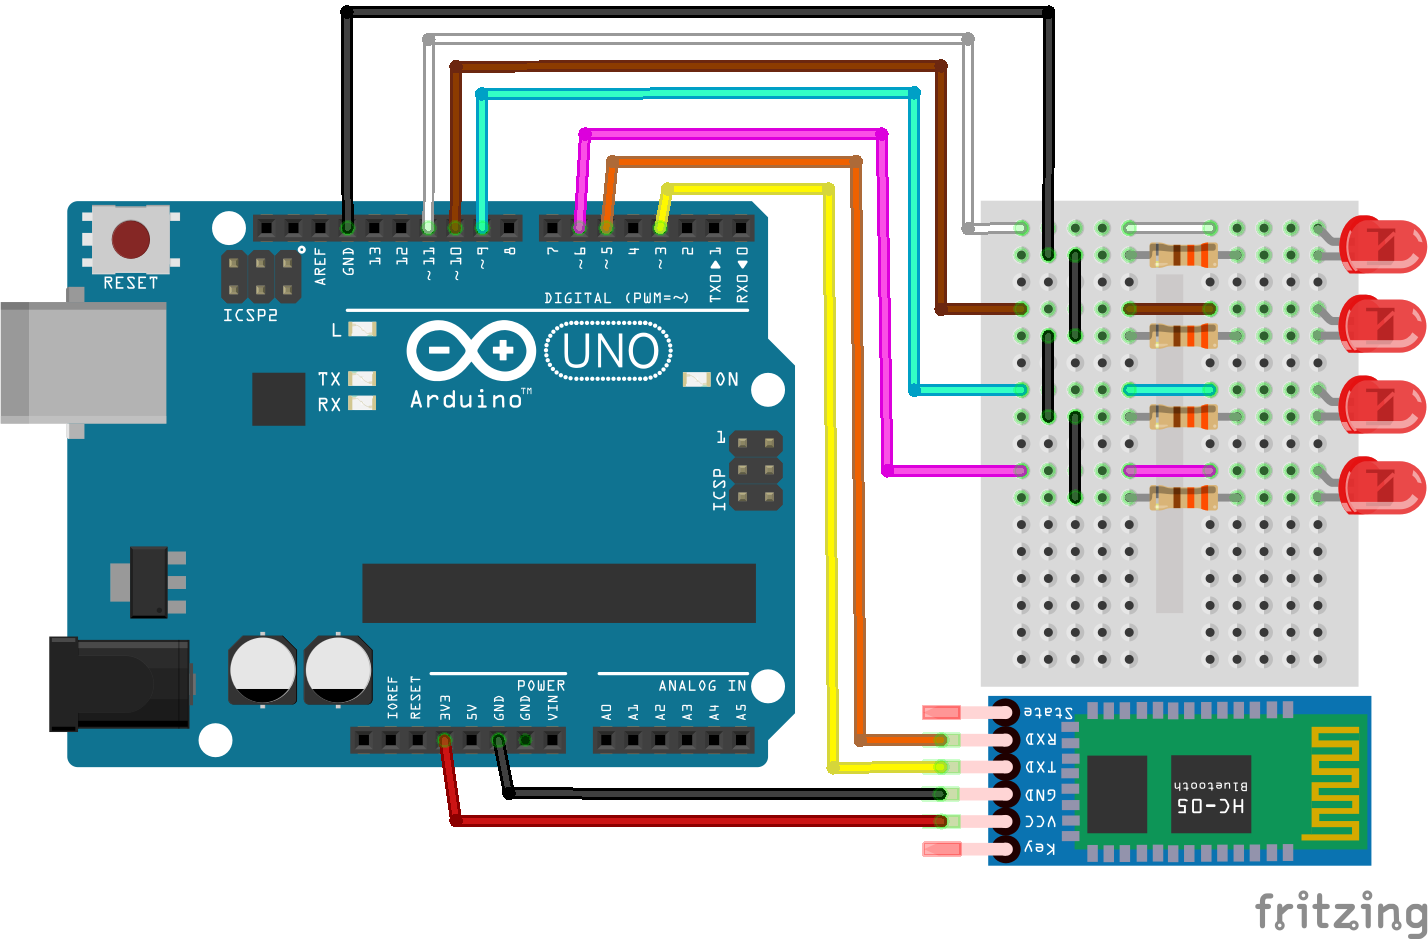 RESET
ICSP2
AREF
GND
13
12
~11
~10
~9
8
7
~6
~5
4
~3
2
TX0▶1
RX0◀0
DIGITAL (PWM=~)
L
TX
RX
UNO
ON
Arduino™
1
ICSP
IOREF
RESET
3V3
5V
GND
GND
VIN
POWER
ANALOG IN
A0
A1
A2
A3
A4
A5
State
RXD
TXD
GND
VCC
Key
HC-05
Bluetooth
fritzing